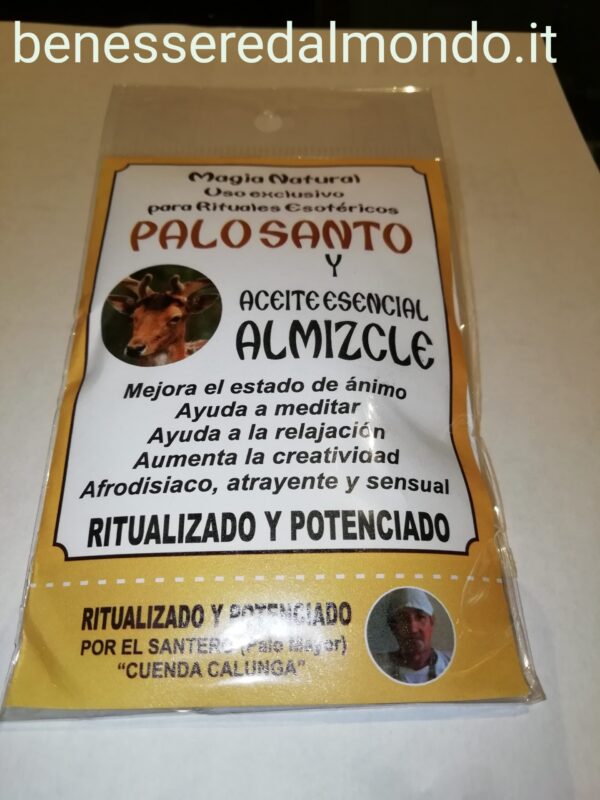 benesseredalmondo.it
Magia Natural
Uso exclusivo
para Rituales Esotéricos
PALO SANTO
Y
ACEITE ESENCIAL
ALMIZCLE
Mejora el estado de ánimo
Ayuda a meditar
Ayuda a la relajación
Aumenta la creatividad
Afrodisiaco, atrayente y sensual
RITUALIZADO Y POTENCIADO
RITUALIZADO Y POTENCIADO
POR EL SANTERO (Palo Mayor)
"CUENDA CALUNGA"